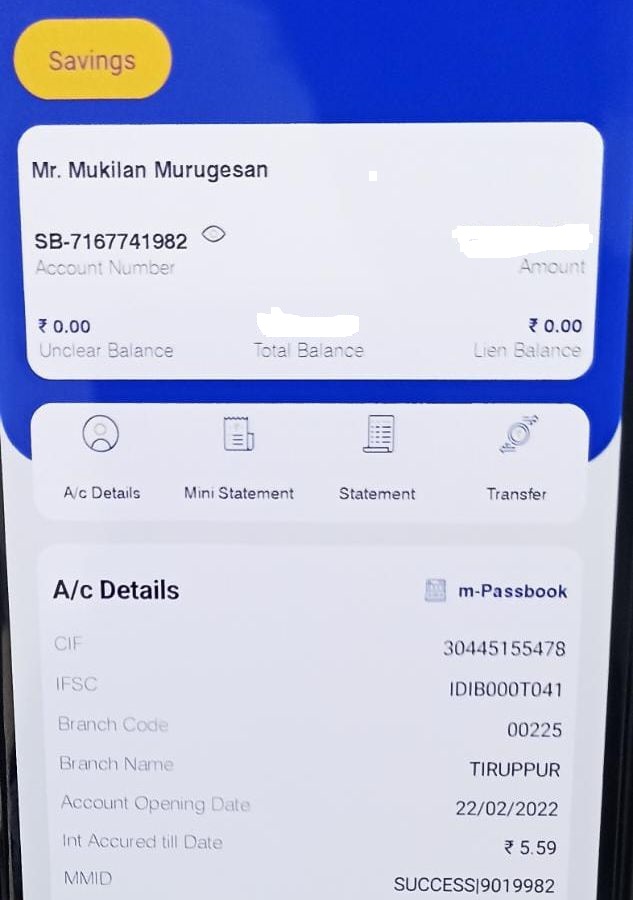 Savings
Mr. Mukilan Murugesan
SB-7167741982
Account Number Amount
₹ 0.00 ₹ 0.00
Unclear Balance Total Balance Lien Balance
A/c Details Mini Statement Statement Transfer
A/c Details m-Passbook
CIF 30445155478
IFSC IDIB000T041
Branch Code 00225
Branch Name TIRUPPUR
Account Opening Date 22/02/2022
Int Accured till Date ₹ 5.59
MMID SUCCESS|9019982